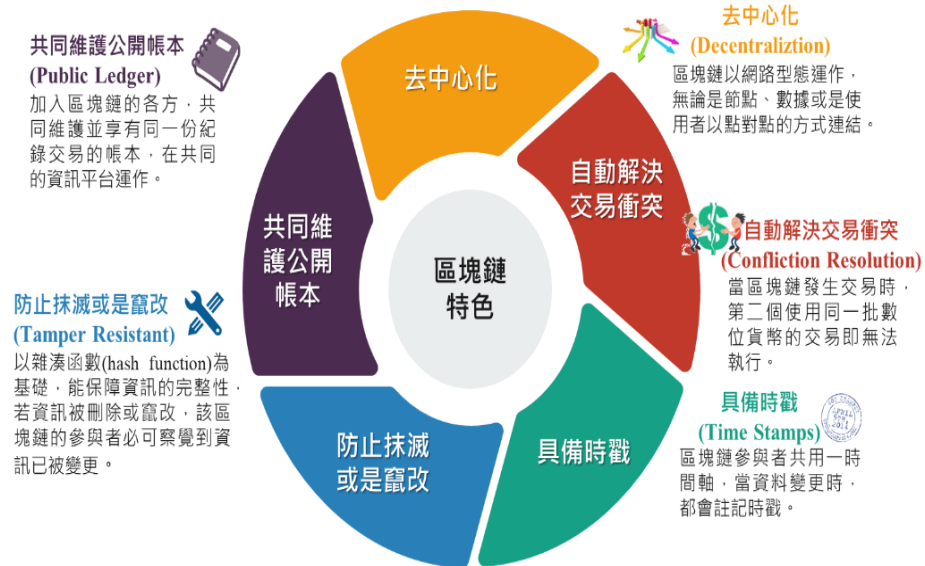 共同維護公開帳本
(Public Ledger)
加入區塊鏈的各方，共
同維護並享有同一份紀
錄交易的帳本，在共同
的資訊平台運作。
去中心化
(Decentraliztion)
區塊鏈以網路型態運作，
無論是節點、數據或是使
用者以點對點的方式連結。
去中心化
自動解決
交易衝突
共同維
護公開
帳本
區塊鏈
特色
自動解決交易衝突
(Confliction Resolution)
當區塊鏈發生交易時，
第二個使用同一批數
位貨幣的交易即無法
執行。
防止抹滅或是竄改
(Tamper Resistant)
以雜湊函數(hash function)為
基礎，能保障資訊的完整性，
若資訊被刪除或竄改，該區
塊鏈的參與者必可察覺到資
訊已被變更。
防止抹滅
或是竄改
具備時戳
具備時戳
(Time Stamps)
區塊鏈參與者共用一時
間軸，當資料變更時，
都會註記時戳。